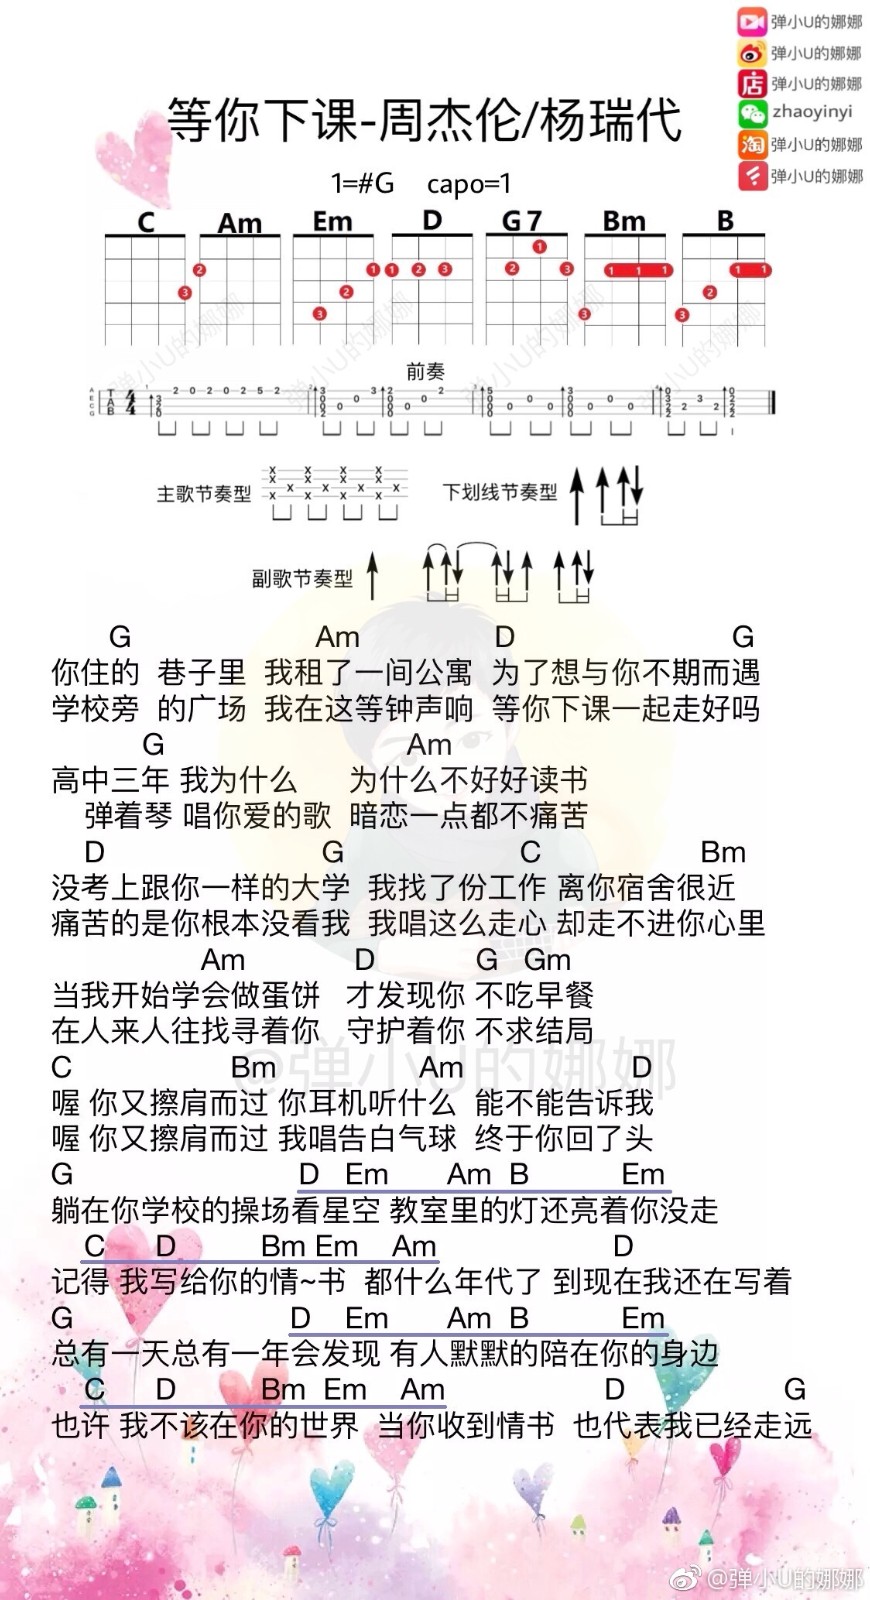 弹小U的娜娜
弹小U的娜娜
弹小U的娜娜
zhaoyinyi
弹小U的娜娜
弹小U的娜娜
等你下课-周杰伦/杨瑞代
1=#G capo=1
C Am Em D G7 Bm B
前奏
主歌节奏型 下划线节奏型
副歌节奏型
G Am D G
你住的 巷子里 我租了一间公寓 为了想与你不期而遇
学校旁 的广场 我在这等钟声响 等你下课一起走好吗
G Am
高中三年 我为什么 为什么不好好读书
弹着琴 唱你爱的歌 暗恋一点都不痛苦
D G C Bm
没考上跟你一样的大学 我找了份工作 离你宿舍很近
痛苦的是你根本没看我 我唱这么走心 却走不进你心里
Am D G Gm
当我开始学会做蛋饼 才发现你 不吃早餐
在人来人往找寻着你 守护着你 不求结局
@弹小U的娜娜
C Bm Am D
喔 你又擦肩而过 你耳机听什么 能不能告诉我
喔 你又擦肩而过 我唱告白气球 终于你回了头
G D Em Am B Em
躺在你学校的操场看星空 教室里的灯还亮着你没走
C D Bm Em Am D
记得 我写给你的情~书 都什么年代了 到现在我还在写着
G D Em Am B Em
总有一天总有一年会发现 有人默默的陪在你的身边
C D Bm Em Am D G
也许 我不该在你的世界 当你收到情书 也代表我已经走远
@弹小U的娜娜